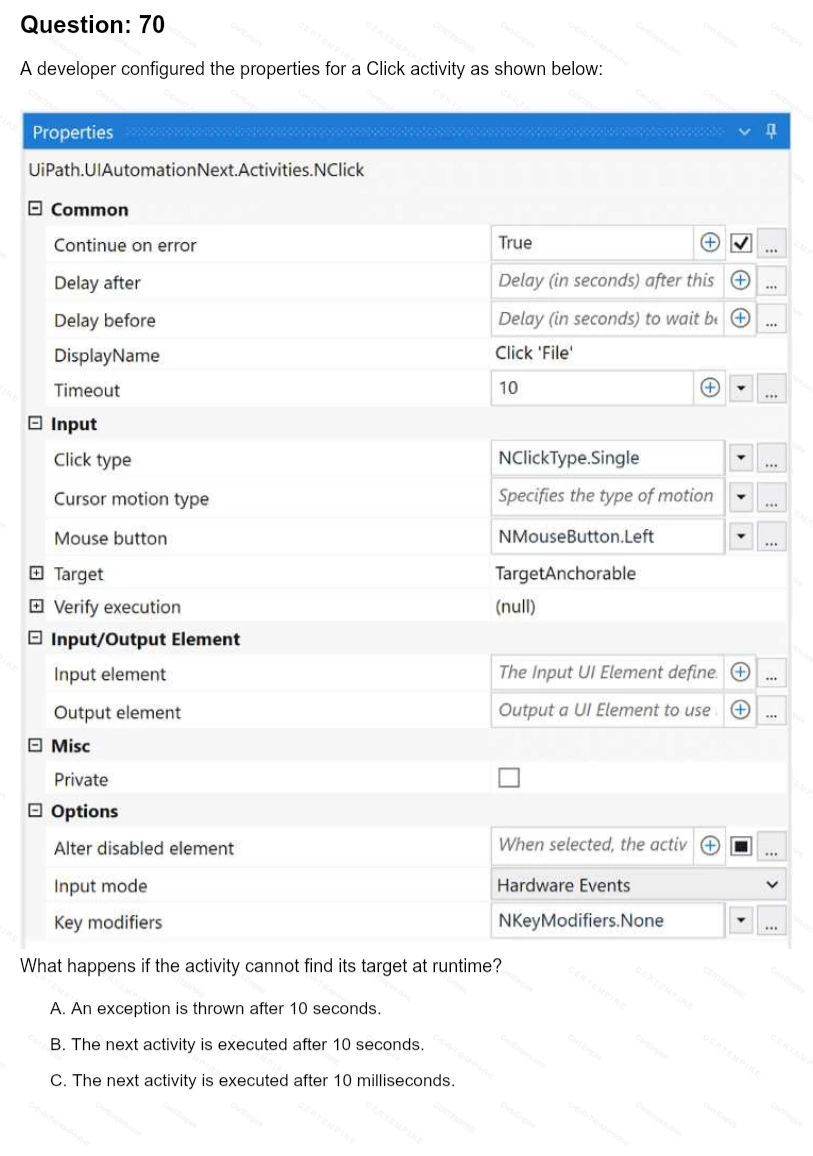 Question: 70
A developer configured the properties for a Click activity as shown below:
Properties
UiPath.UIAutomationNext.Activities.NClick
Common
Continue on error True ...
Delay after Delay (in seconds) after this ...
Delay before Delay (in seconds) to wait be ...
DisplayName Click 'File'
Timeout 10 ...
Input
Click type NClickType.Single ...
Cursor motion type Specifies the type of motion ...
Mouse button NMouseButton.Left ...
Target TargetAnchorable
Verify execution (null)
Input/Output Element
Input element The Input UI Element define. ...
Output element Output a UI Element to use ...
Misc
Private
Options
Alter disabled element When selected, the activ ...
Input mode Hardware Events
Key modifiers NKeyModifiers.None ...
What happens if the activity cannot find its target at runtime?
A. An exception is thrown after 10 seconds.
B. The next activity is executed after 10 seconds.
C. The next activity is executed after 10 milliseconds.